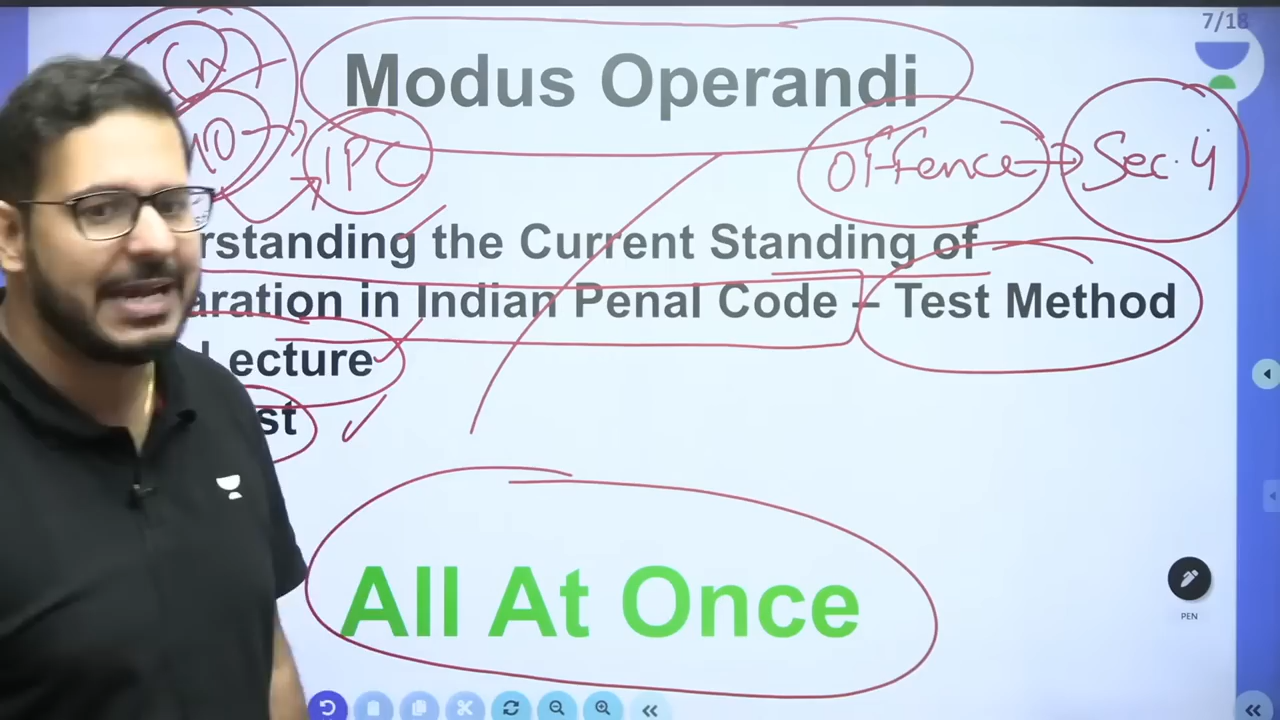 7/18
Modus Operandi
IPC
Offence → Sec. 4
rstanding the Current Standing of
aration in Indian Penal Code – Test Method
Lecture
st
All At Once
PEN